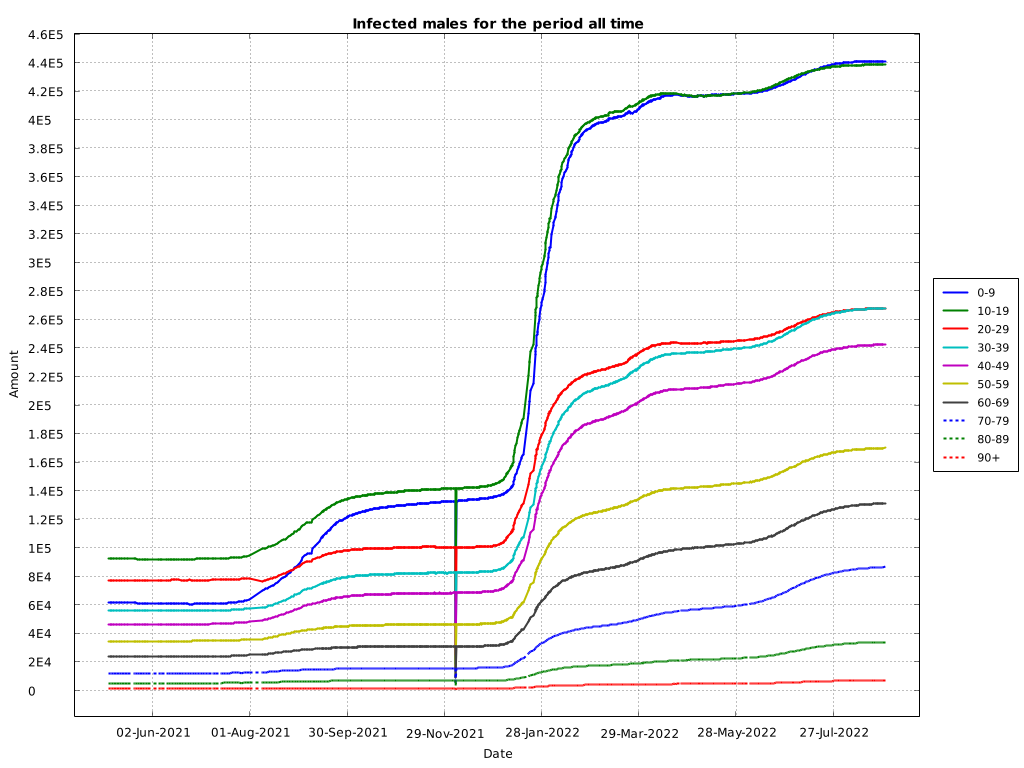 Infected males for the period all time
4.6E5
4.4E5
4.2E5
4E5
3.8E5
3.6E5
3.4E5
3.2E5
3E5
2.8E5
2.6E5
2.4E5
2.2E5
2E5
1.8E5
1.6E5
1.4E5
1.2E5
1E5
8E4
6E4
4E4
2E4
0
Amount
02-Jun-2021 01-Aug-2021 30-Sep-2021 29-Nov-2021 28-Jan-2022 29-Mar-2022 28-May-2022 27-Jul-2022
Date
0-9
10-19
20-29
30-39
40-49
50-59
60-69
70-79
80-89
90+